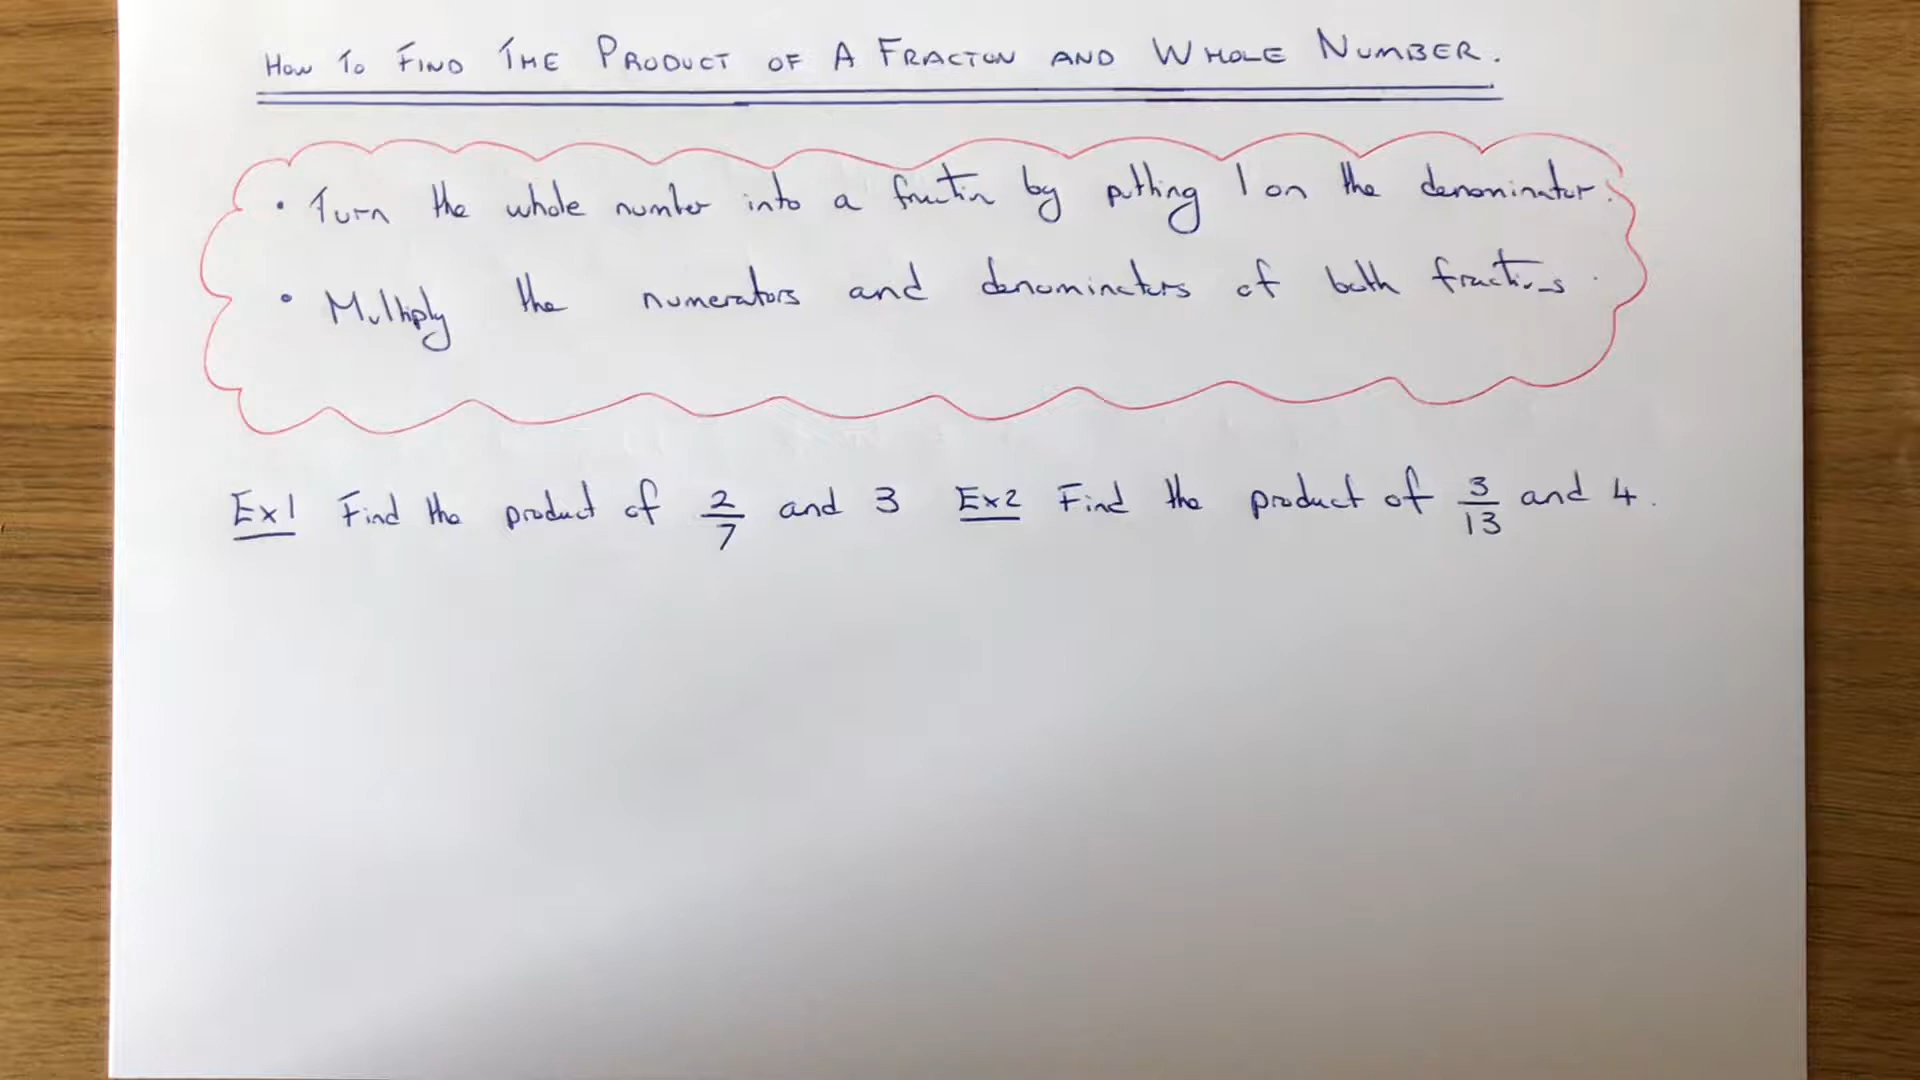 HOW TO FIND THE PRODUCT OF A FRACTON AND WHOLE NUMBER.
• Turn the whole number into a fraction by putting 1 on the denominator.
• Multiply the numerators and denominators of both fractions.
Ex1 Find the product of 2/7 and 3
Ex2 Find the product of 3/13 and 4.